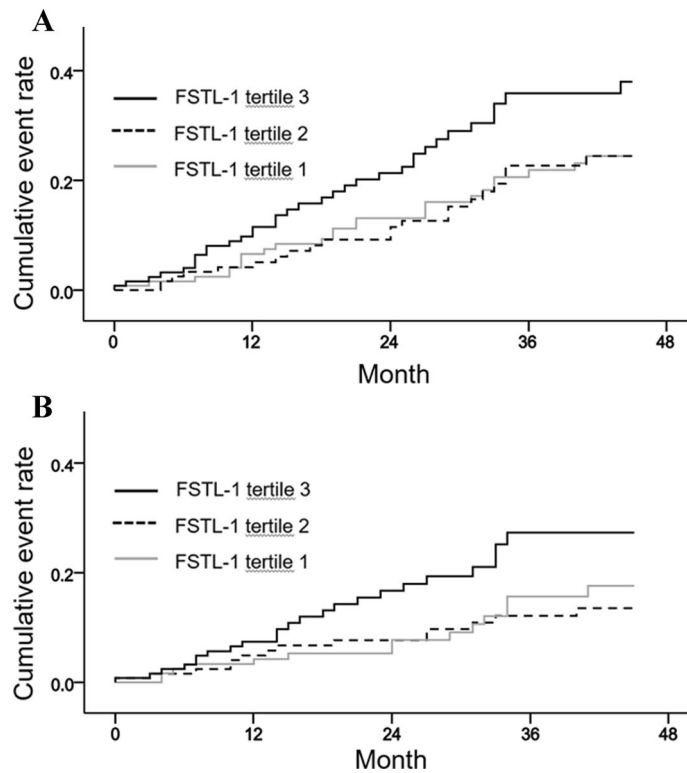 A
Cumulative event rate
0.4
0.2
0.0
FSTL-1 tertile 3
FSTL-1 tertile 2
FSTL-1 tertile 1
0 12 24 36 48
Month
B
Cumulative event rate
0.4
0.2
0.0
FSTL-1 tertile 3
FSTL-1 tertile 2
FSTL-1 tertile 1
0 12 24 36 48
Month